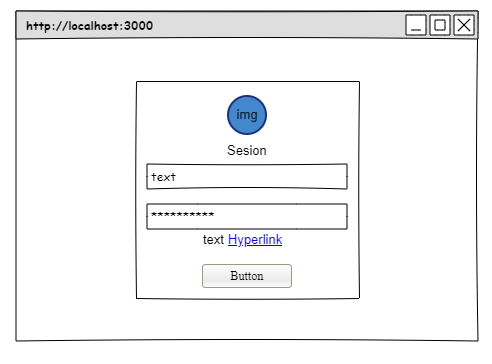 http://localhost:3000
img
Sesion
text
**********
text Hyperlink
Button